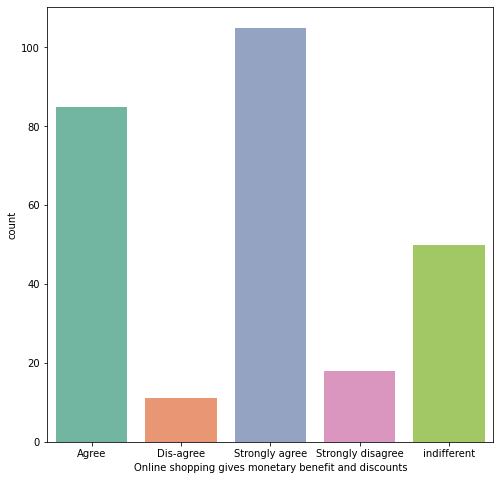 count
100
80
60
40
20
0
Agree Dis-agree Strongly agree Strongly disagree indifferent
Online shopping gives monetary benefit and discounts